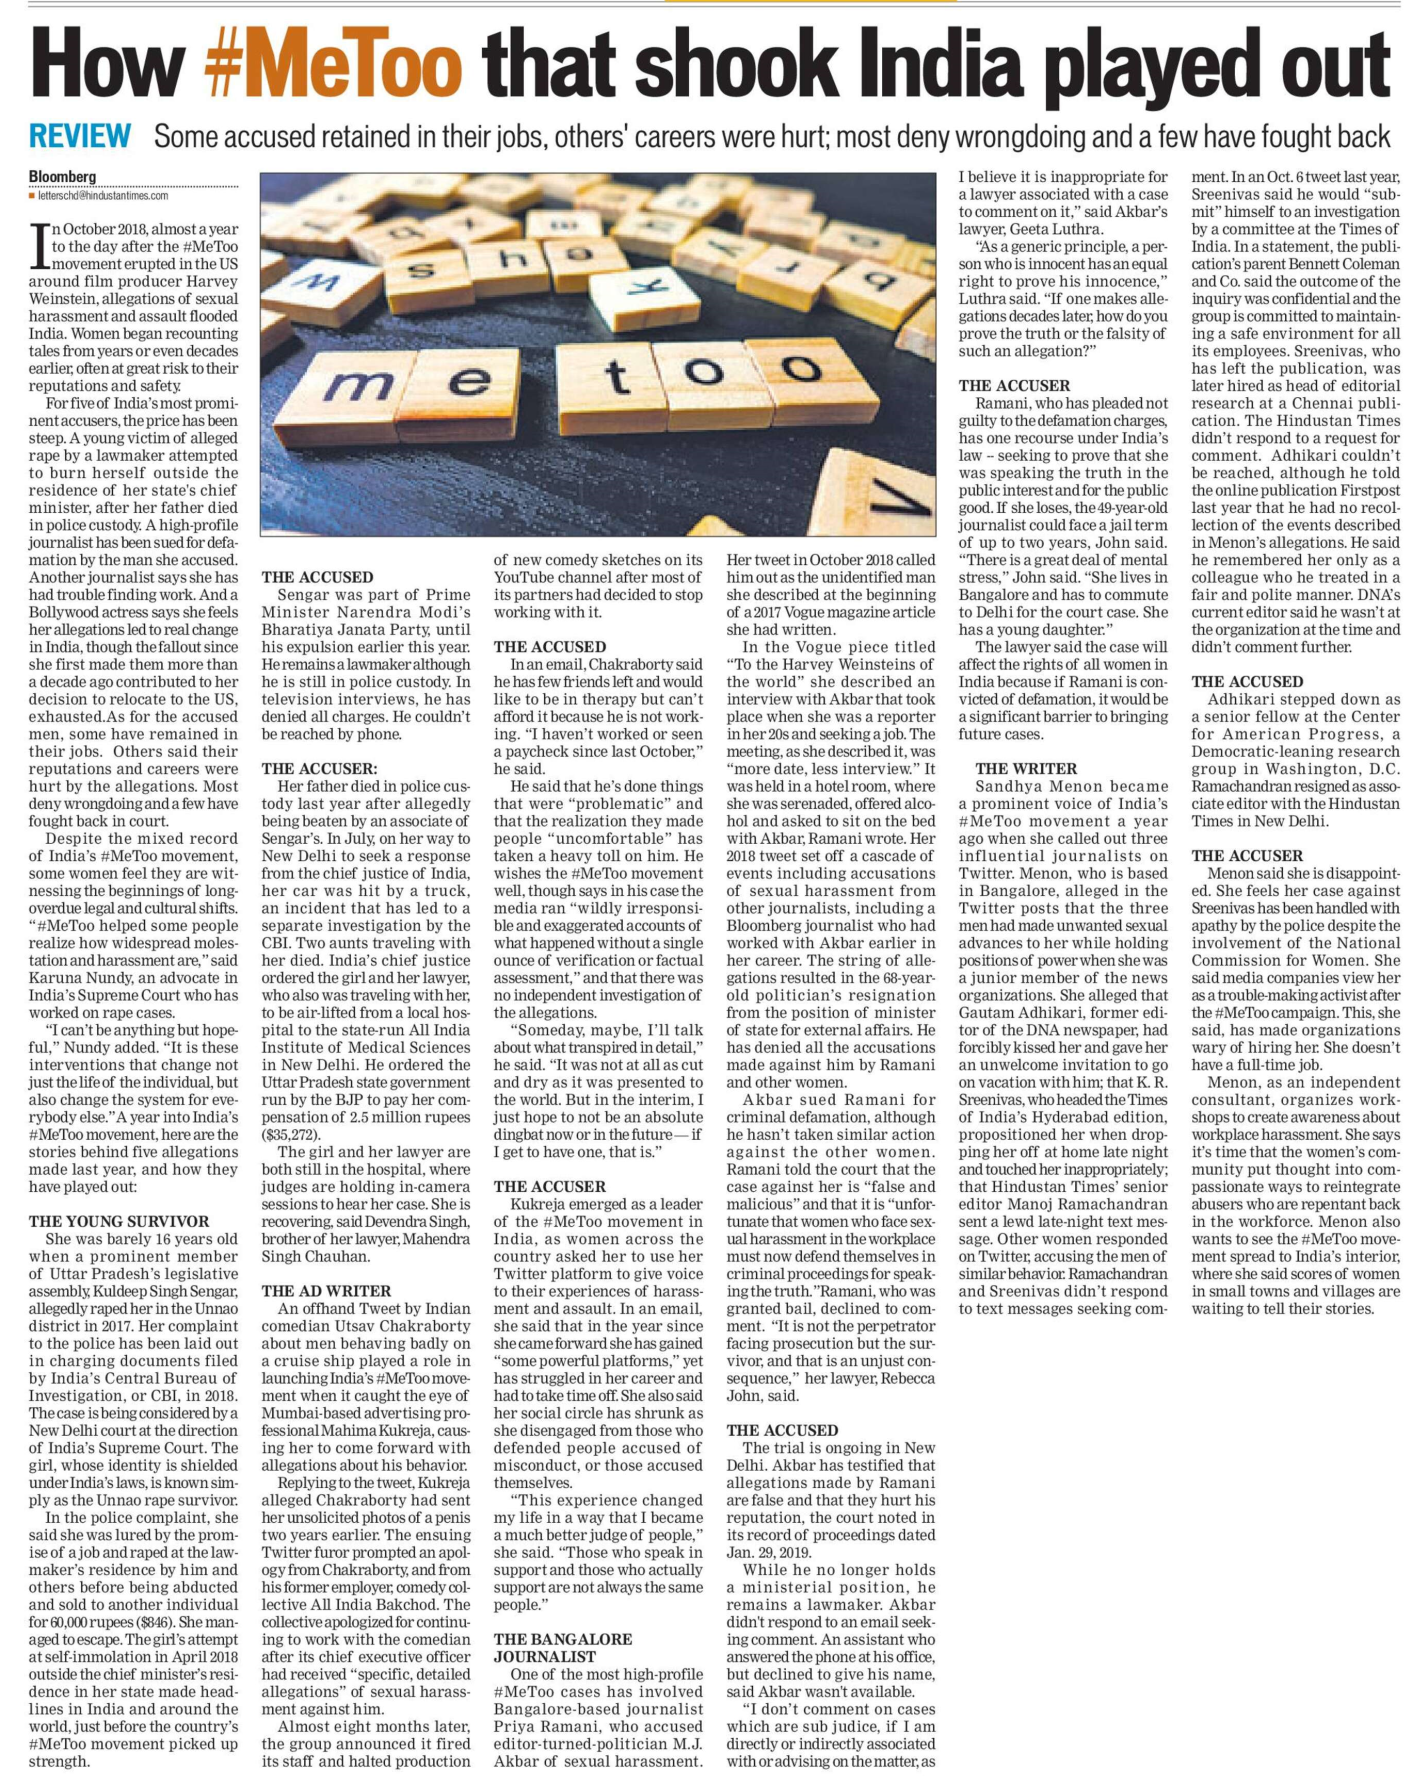 How #MeToo that shook India played out
REVIEW Some accused retained in their jobs, others' careers were hurt; most deny wrongdoing and a few have fought back
Bloomberg
letterschd@hindustantimes.com
In October 2018, almost a year
to the day after the #MeToo
movement erupted in the US
around film producer Harvey
Weinstein, allegations of sexual
harassment and assault flooded
India. Women began recounting
tales from years or even decades
earlier, often at great risk to their
reputations and safety.
For five of India's most promi-
nent accusers, the price has been
steep. A young victim of alleged
rape by a lawmaker attempted
to burn herself outside the
residence of her state's chief
minister, after her father died
in police custody. A high-profile
journalist has been sued for defa-
mation by the man she accused.
Another journalist says she has
had trouble finding work. And a
Bollywood actress says she feels
her allegations led to real change
in India, though the fallout since
she first made them more than
a decade ago contributed to her
decision to relocate to the US,
exhausted.As for the accused
men, some have remained in
their jobs. Others said their
reputations and careers were
hurt by the allegations. Most
deny wrongdoing and a few have
fought back in court.
Despite the mixed record
of India's #MeToo movement,
some women feel they are wit-
nessing the beginnings of long-
overdue legal and cultural shifts.
"#MeToo helped some people
realize how widespread moles-
tation and harassment are," said
Karuna Nundy, an advocate in
India's Supreme Court who has
worked on rape cases.
"I can't be anything but hope-
ful," Nundy added. "It is these
interventions that change not
just the life of the individual, but
also change the system for eve-
rybody else."A year into India's
#MeToo movement, here are the
stories behind five allegations
made last year, and how they
have played out:
THE YOUNG SURVIVOR
She was barely 16 years old
when a prominent member
of Uttar Pradesh's legislative
assembly, Kuldeep Singh Sengar,
allegedly raped her in the Unnao
district in 2017. Her complaint
to the police has been laid out
in charging documents filed
by India's Central Bureau of
Investigation, or CBI, in 2018.
The case is being considered by a
New Delhi court at the direction
of India's Supreme Court. The
girl, whose identity is shielded
under India's laws, is known sim-
ply as the Unnao rape survivor.
In the police complaint, she
said she was lured by the prom-
ise of a job and raped at the law-
maker's residence by him and
others before being abducted
and sold to another individual
for 60,000 rupees ($846). She man-
aged to escape. The girl's attempt
at self-immolation in April 2018
outside the chief minister's resi-
dence in her state made head-
lines in India and around the
world, just before the country's
#MeToo movement picked up
strength.
w s h o k
me too
THE ACCUSED
Sengar was part of Prime
Minister Narendra Modi's
Bharatiya Janata Party, until
his expulsion earlier this year.
He remains a lawmaker although
he is still in police custody. In
television interviews, he has
denied all charges. He couldn't
be reached by phone.
THE ACCUSER:
Her father died in police cus-
tody last year after allegedly
being beaten by an associate of
Sengar's. In July, on her way to
New Delhi to seek a response
from the chief justice of India,
her car was hit by a truck,
an incident that has led to a
separate investigation by the
CBI. Two aunts traveling with
her died. India's chief justice
ordered the girl and her lawyer,
who also was traveling with her,
to be air-lifted from a local hos-
pital to the state-run All India
Institute of Medical Sciences
in New Delhi. He ordered the
Uttar Pradesh state government
run by the BJP to pay her com-
pensation of 2.5 million rupees
($35,272).
The girl and her lawyer are
both still in the hospital, where
judges are holding in-camera
sessions to hear her case. She is
recovering, said Devendra Singh,
brother of her lawyer, Mahendra
Singh Chauhan.
THE AD WRITER
An offhand Tweet by Indian
comedian Utsav Chakraborty
about men behaving badly on
a cruise ship played a role in
launching India's #MeToo move-
ment when it caught the eye of
Mumbai-based advertising pro-
fessional Mahima Kukreja, caus-
ing her to come forward with
allegations about his behavior.
Replying to the tweet, Kukreja
alleged Chakraborty had sent
her unsolicited photos of a penis
two years earlier. The ensuing
Twitter furor prompted an apol-
ogy from Chakraborty, and from
his former employer, comedy col-
lective All India Bakchod. The
collective apologized for continu-
ing to work with the comedian
after its chief executive officer
had received "specific, detailed
allegations" of sexual harass-
ment against him.
Almost eight months later,
the group announced it fired
its staff and halted production
of new comedy sketches on its
YouTube channel after most of
its partners had decided to stop
working with it.
THE ACCUSED
In an email, Chakraborty said
he has few friends left and would
like to be in therapy but can't
afford it because he is not work-
ing. "I haven't worked or seen
a paycheck since last October,"
he said.
He said that he's done things
that were "problematic" and
that the realization they made
people "uncomfortable" has
taken a heavy toll on him. He
wishes the #MeToo movement
well, though says in his case the
media ran "wildly irresponsi-
ble and exaggerated accounts of
what happened without a single
ounce of verification or factual
assessment," and that there was
no independent investigation of
the allegations.
"Someday, maybe, I'll talk
about what transpired in detail,"
he said. "It was not at all as cut
and dry as it was presented to
the world. But in the interim, I
just hope to not be an absolute
dingbat now or in the future — if
I get to have one, that is."
THE ACCUSER
Kukreja emerged as a leader
of the #MeToo movement in
India, as women across the
country asked her to use her
Twitter platform to give voice
to their experiences of harass-
ment and assault. In an email,
she said that in the year since
she came forward she has gained
"some powerful platforms," yet
has struggled in her career and
had to take time off. She also said
her social circle has shrunk as
she disengaged from those who
defended people accused of
misconduct, or those accused
themselves.
"This experience changed
my life in a way that I became
a much better judge of people,"
she said. "Those who speak in
support and those who actually
support are not always the same
people."
THE BANGALORE
JOURNALIST
One of the most high-profile
#MeToo cases has involved
Bangalore-based journalist
Priya Ramani, who accused
editor-turned-politician M.J.
Akbar of sexual harassment.
Her tweet in October 2018 called
him out as the unidentified man
she described at the beginning
of a 2017 Vogue magazine article
she had written.
In the Vogue piece titled
"To the Harvey Weinsteins of
the world" she described an
interview with Akbar that took
place when she was a reporter
in her 20s and seeking a job. The
meeting, as she described it, was
"more date, less interview." It
was held in a hotel room, where
she was serenaded, offered alco-
hol and asked to sit on the bed
with Akbar, Ramani wrote. Her
2018 tweet set off a cascade of
events including accusations
of sexual harassment from
other journalists, including a
Bloomberg journalist who had
worked with Akbar earlier in
her career. The string of alle-
gations resulted in the 68-year-
old politician's resignation
from the position of minister
of state for external affairs. He
has denied all the accusations
made against him by Ramani
and other women.
Akbar sued Ramani for
criminal defamation, although
he hasn't taken similar action
against the other women.
Ramani told the court that the
case against her is "false and
malicious" and that it is "unfor-
tunate that women who face sex-
ual harassment in the workplace
must now defend themselves in
criminal proceedings for speak-
ing the truth."Ramani, who was
granted bail, declined to com-
ment. "It is not the perpetrator
facing prosecution but the sur-
vivor, and that is an unjust con-
sequence," her lawyer, Rebecca
John, said.
THE ACCUSED
The trial is ongoing in New
Delhi. Akbar has testified that
allegations made by Ramani
are false and that they hurt his
reputation, the court noted in
its record of proceedings dated
Jan. 29, 2019.
While he no longer holds
a ministerial position, he
remains a lawmaker. Akbar
didn't respond to an email seek-
ing comment. An assistant who
answered the phone at his office,
but declined to give his name,
said Akbar wasn't available.
"I don't comment on cases
which are sub judice, if I am
directly or indirectly associated
with or advising on the matter, as
I believe it is inappropriate for
a lawyer associated with a case
to comment on it," said Akbar's
lawyer, Geeta Luthra.
"As a generic principle, a per-
son who is innocent has an equal
right to prove his innocence,"
Luthra said. "If one makes alle-
gations decades later, how do you
prove the truth or the falsity of
such an allegation?"
THE ACCUSER
Ramani, who has pleaded not
guilty to the defamation charges,
has one recourse under India's
law -- seeking to prove that she
was speaking the truth in the
public interest and for the public
good. If she loses, the 49-year-old
journalist could face a jail term
of up to two years, John said.
"There is a great deal of mental
stress," John said. "She lives in
Bangalore and has to commute
to Delhi for the court case. She
has a young daughter."
The lawyer said the case will
affect the rights of all women in
India because if Ramani is con-
victed of defamation, it would be
a significant barrier to bringing
future cases.
THE WRITER
Sandhya Menon became
a prominent voice of India's
#MeToo movement a year
ago when she called out three
influential journalists on
Twitter. Menon, who is based
in Bangalore, alleged in the
Twitter posts that the three
men had made unwanted sexual
advances to her while holding
positions of power when she was
a junior member of the news
organizations. She alleged that
Gautam Adhikari, former edi-
tor of the DNA newspaper, had
forcibly kissed her and gave her
an unwelcome invitation to go
on vacation with him; that K. R.
Sreenivas, who headed the Times
of India's Hyderabad edition,
propositioned her when drop-
ping her off at home late night
and touched her inappropriately;
that Hindustan Times' senior
editor Manoj Ramachandran
sent a lewd late-night text mes-
sage. Other women responded
on Twitter, accusing the men of
similar behavior. Ramachandran
and Sreenivas didn't respond
to text messages seeking com-
ment. In an Oct. 6 tweet last year,
Sreenivas said he would "sub-
mit" himself to an investigation
by a committee at the Times of
India. In a statement, the publi-
cation's parent Bennett Coleman
and Co. said the outcome of the
inquiry was confidential and the
group is committed to maintain-
ing a safe environment for all
its employees. Sreenivas, who
has left the publication, was
later hired as head of editorial
research at a Chennai publi-
cation. The Hindustan Times
didn't respond to a request for
comment. Adhikari couldn't
be reached, although he told
the online publication Firstpost
last year that he had no recol-
lection of the events described
in Menon's allegations. He said
he remembered her only as a
colleague who he treated in a
fair and polite manner. DNA's
current editor said he wasn't at
the organization at the time and
didn't comment further.
THE ACCUSED
Adhikari stepped down as
a senior fellow at the Center
for American Progress, a
Democratic-leaning research
group in Washington, D.C.
Ramachandran resigned as asso-
ciate editor with the Hindustan
Times in New Delhi.
THE ACCUSER
Menon said she is disappoint-
ed. She feels her case against
Sreenivas has been handled with
apathy by the police despite the
involvement of the National
Commission for Women. She
said media companies view her
as a trouble-making activist after
the #MeToo campaign. This, she
said, has made organizations
wary of hiring her. She doesn't
have a full-time job.
Menon, as an independent
consultant, organizes work-
shops to create awareness about
workplace harassment. She says
it's time that the women's com-
munity put thought into com-
passionate ways to reintegrate
abusers who are repentant back
in the workforce. Menon also
wants to see the #MeToo move-
ment spread to India's interior,
where she said scores of women
in small towns and villages are
waiting to tell their stories.